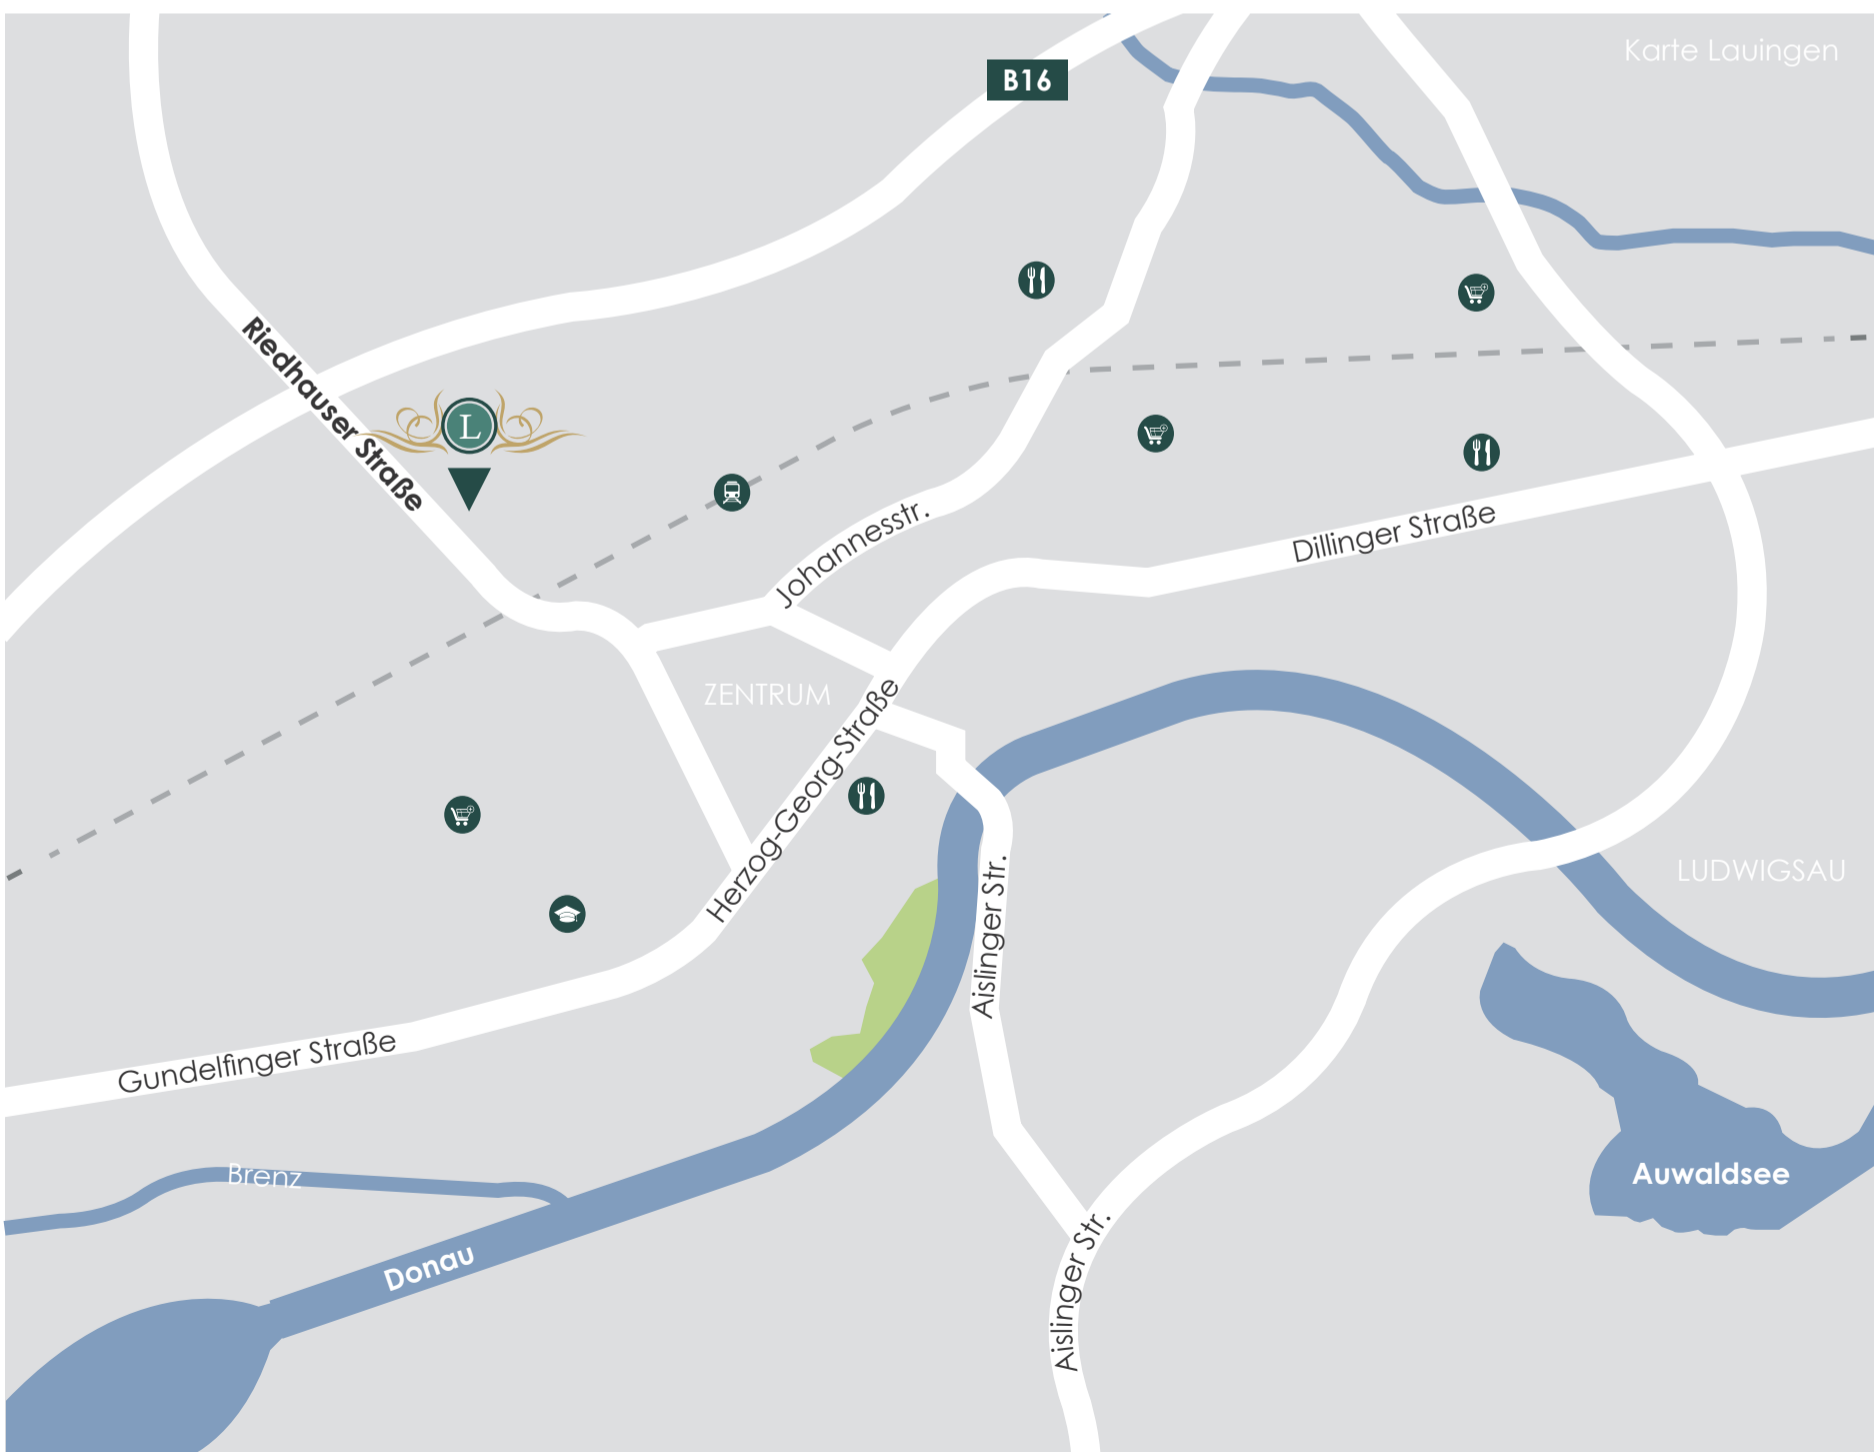 Karte Lauingen
B16
Riedhauser Straße
L
Johannesstr.
Dillinger Straße
ZENTRUM
Herzog-Georg-Straße
LUDWIGSAU
Aislinger Str.
Gundelfinger Straße
Brenz
Auwaldsee
Donau
Aislinger Str.